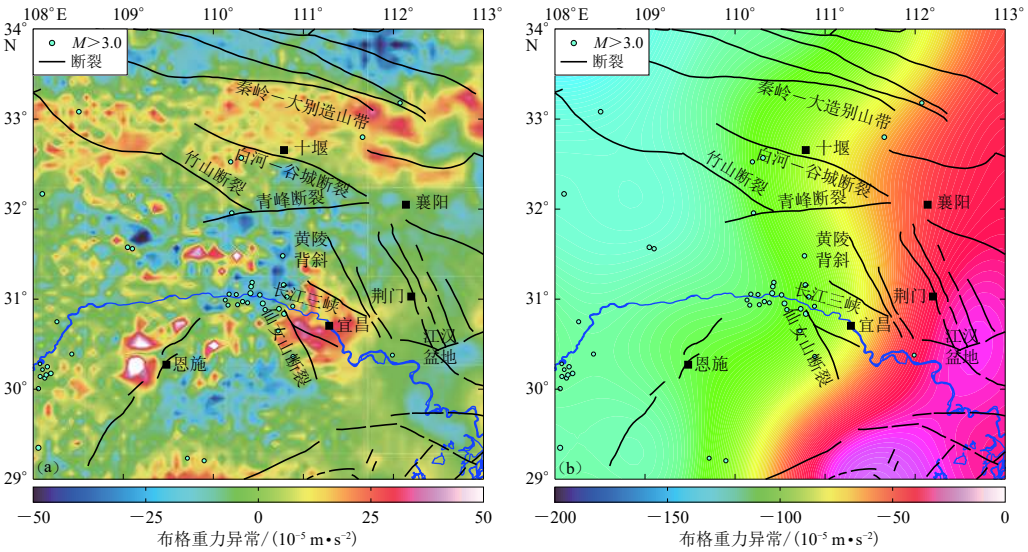 108° E 109° 110° 111° 112° 113°
34°
N
33°
32°
31°
30°
29°
M＞3.0
断裂
秦岭－大别造山带
十堰
白河－谷城断裂
竹山断裂
青峰断裂
襄阳
黄陵
背斜
长江三峡
荆门
宜昌
仙女山断裂
江汉
盆地
恩施
(a)
−50 −25 0 25 50
布格重力异常/(10⁻⁵ m•s⁻²)
108° E 109° 110° 111° 112° 113°
34°
N
33°
32°
31°
30°
29°
M＞3.0
断裂
秦岭－大别造山带
十堰
白河－谷城断裂
竹山断裂
青峰断裂
襄阳
黄陵
背斜
长江三峡
荆门
宜昌
仙女山断裂
江汉
盆地
恩施
(b)
−200 −150 −100 −50 0
布格重力异常/(10⁻⁵ m•s⁻²)